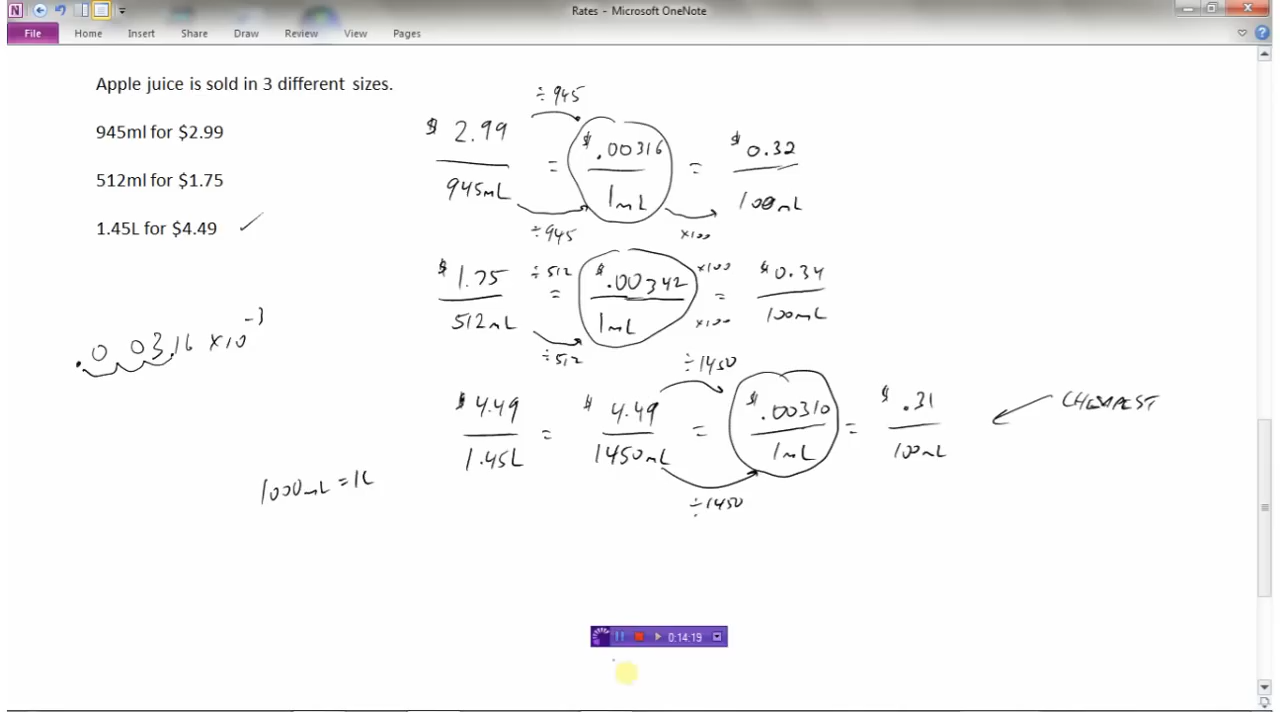 Rates - Microsoft OneNote
File Home Insert Share Draw Review View Pages
Apple juice is sold in 3 different sizes.
945ml for $2.99
512ml for $1.75
1.45L for $4.49
÷945
$2.99 / 945mL = $.00316 / 1mL = $0.32 / 100mL
÷945 ×100
÷512 ×100
$1.75 / 512mL = $.00342 / 1mL = $0.34 / 100mL
÷512 ×100
.0 03.16 ×10⁻³
÷1450
$4.49 / 1.45L = $4.49 / 1450mL = $.00310 / 1mL = $.31 / 100mL
CHEAPEST
÷1450
1000mL = 1L
0:14:19